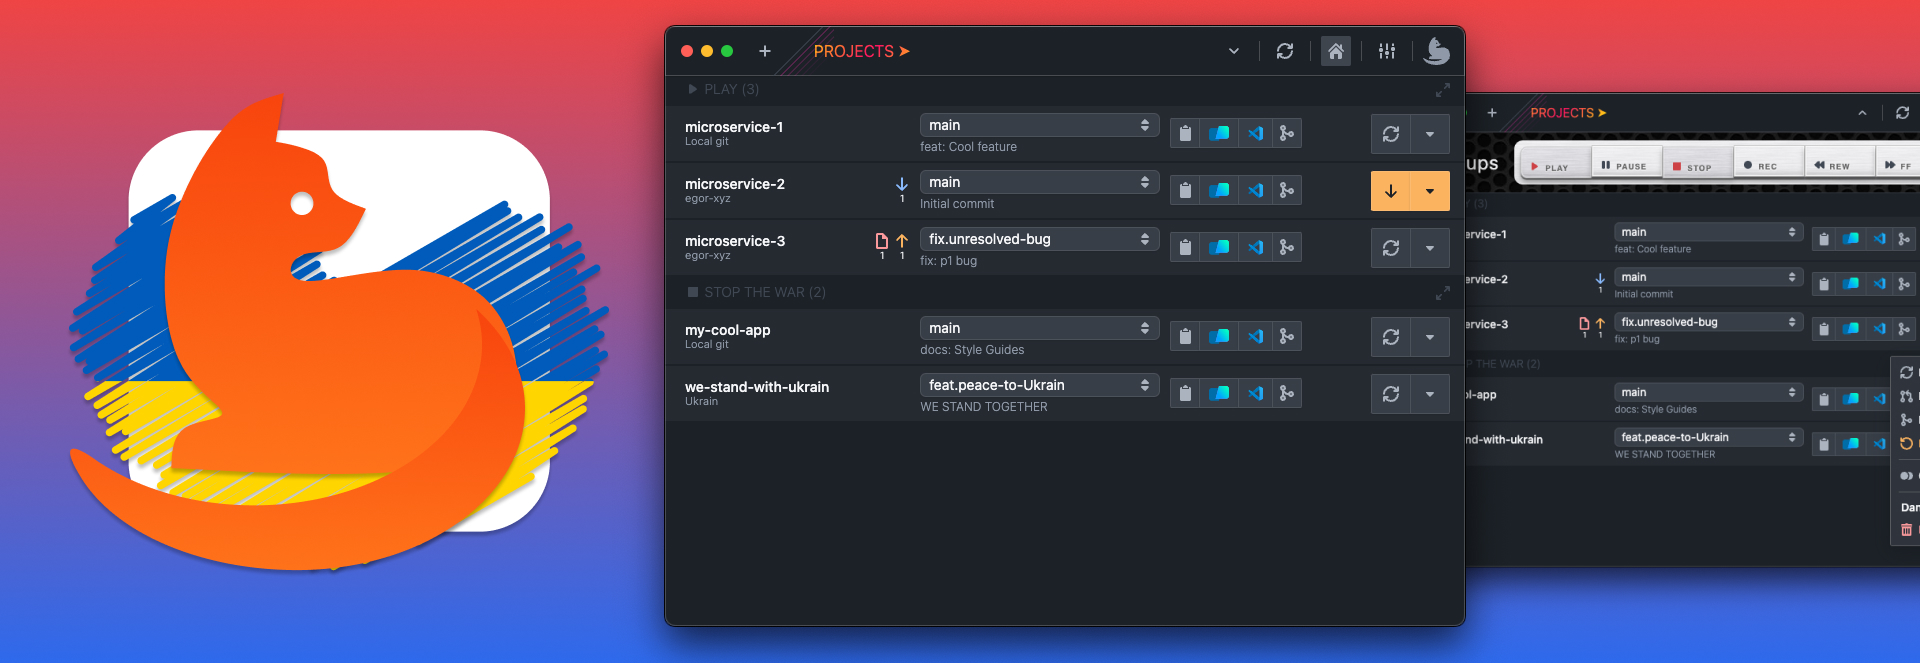 PROJECTS
PLAY (3)
microservice-1
Local git
main
feat: Cool feature
microservice-2
egor-xyz
1
main
Initial commit
microservice-3
egor-xyz
1 1
fix.unresolved-bug
fix: p1 bug
STOP THE WAR (2)
my-cool-app
Local git
main
docs: Style Guides
we-stand-with-ukrain
Ukrain
feat.peace-to-Ukrain
WE STAND TOGETHER
PROJECTS
ups
PLAY
PAUSE
STOP
REC
REW
FF
(3)
ervice-1
main
feat: Cool feature
ervice-2
1
main
Initial commit
ervice-3
1 1
fix.unresolved-bug
fix: p1 bug
P THE WAR (2)
ol-app
main
docs: Style Guides
nd-with-ukrain
feat.peace-to-Ukrain
WE STAND TOGETHER
Dan